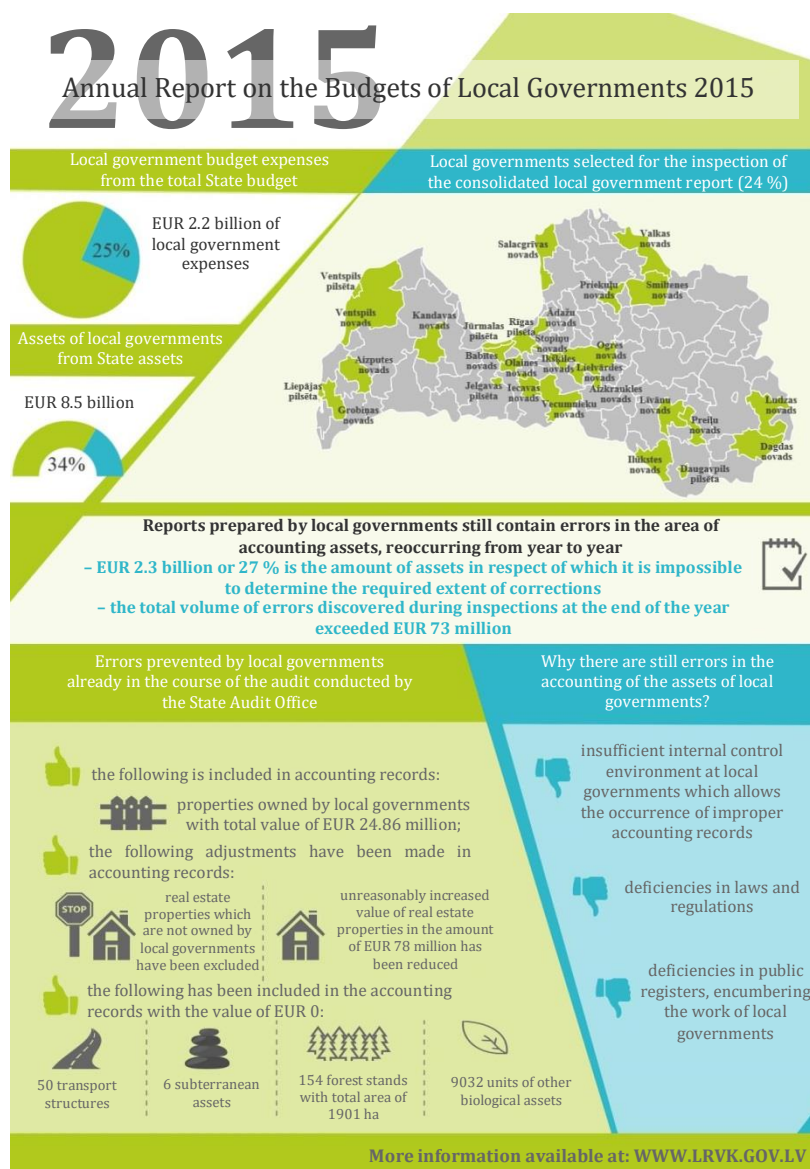 2015
Annual Report on the Budgets of Local Governments 2015
Local government budget expenses
from the total State budget
Local governments selected for the inspection of
the consolidated local government report (24 %)
25%
EUR 2.2 billion of
local government
expenses
Assets of local governments
from State assets
EUR 8.5 billion
34%
Salacgrīvas
novads
Valkas
novads
Ventspils
pilsēta
Priekuļu
novads
Smiltenes
novads
Ventspils
novads
Kandavas
novads
Jūrmalas
pilsēta
Rīgas
pilsēta
Ādažu
novads
Stopiņu
novads
Ogres
novads
Aizputes
novads
Babītes
novads
Olaines
novads
Ikšķiles
novads
Lielvārdes
novads
Liepājas
pilsēta
Grobiņas
novads
Jelgavas
pilsēta
Iecavas
novads
Vecumnieku
novads
Aizkraukles
novads
Līvānu
novads
Preiļu
novads
Ludzas
novads
Dagdas
novads
Ilūkstes
novads
Daugavpils
pilsēta
Reports prepared by local governments still contain errors in the area of
accounting assets, reoccurring from year to year
– EUR 2.3 billion or 27 % is the amount of assets in respect of which it is impossible
to determine the required extent of corrections
– the total volume of errors discovered during inspections at the end of the year
exceeded EUR 73 million
Errors prevented by local governments
already in the course of the audit conducted by
the State Audit Office
Why there are still errors in the
accounting of the assets of local
governments?
the following is included in accounting records:
properties owned by local governments
with total value of EUR 24.86 million;
the following adjustments have been made in
accounting records:
STOP
real estate
properties which
are not owned by
local governments
have been excluded
unreasonably increased
value of real estate
properties in the amount
of EUR 78 million has
been reduced
the following has been included in the accounting
records with the value of EUR 0:
50 transport
structures
6 subterranean
assets
154 forest stands
with total area of
1901 ha
9032 units of other
biological assets
insufficient internal control
environment at local
governments which allows
the occurrence of improper
accounting records
deficiencies in laws and
regulations
deficiencies in public
registers, encumbering
the work of local
governments
More information available at: WWW.LRVK.GOV.LV